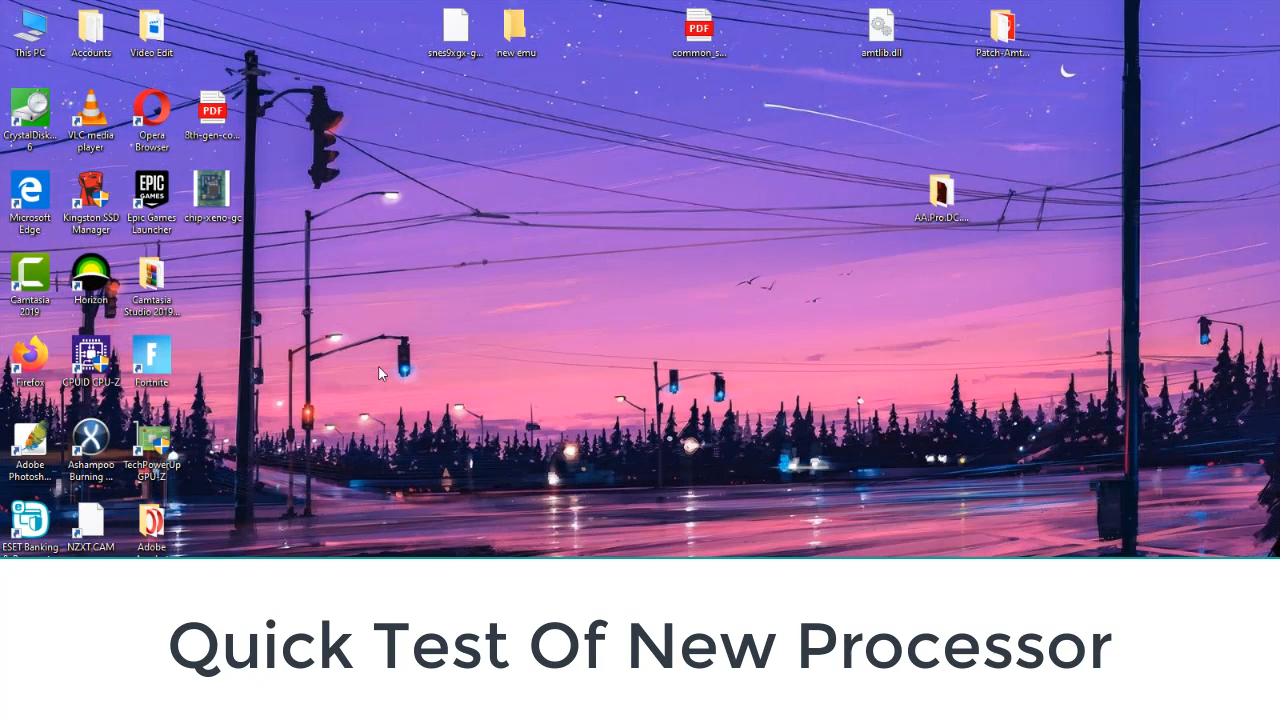 This PC
Accounts
Video Edit
snes9xgx-g...
new emu
PDF
common_s...
amtlib.dll
Patch-Amt...
CrystalDisk...
6
VLC media
player
Opera
Browser
PDF
8th-gen-co...
Microsoft
Edge
Kingston SSD
Manager
EPIC
GAMES
Epic Games
Launcher
chip-xeno-gc
AA.Pro.DC....
Camtasia
2019
Horizon
Camtasia
Studio 2019...
Firefox
CPUID CPU-Z
Fortnite
Adobe
Photosh...
Ashampoo
Burning ...
TechPowerUp
GPU-Z
ESET Banking
NZXT CAM
Adobe
Quick Test Of New Processor